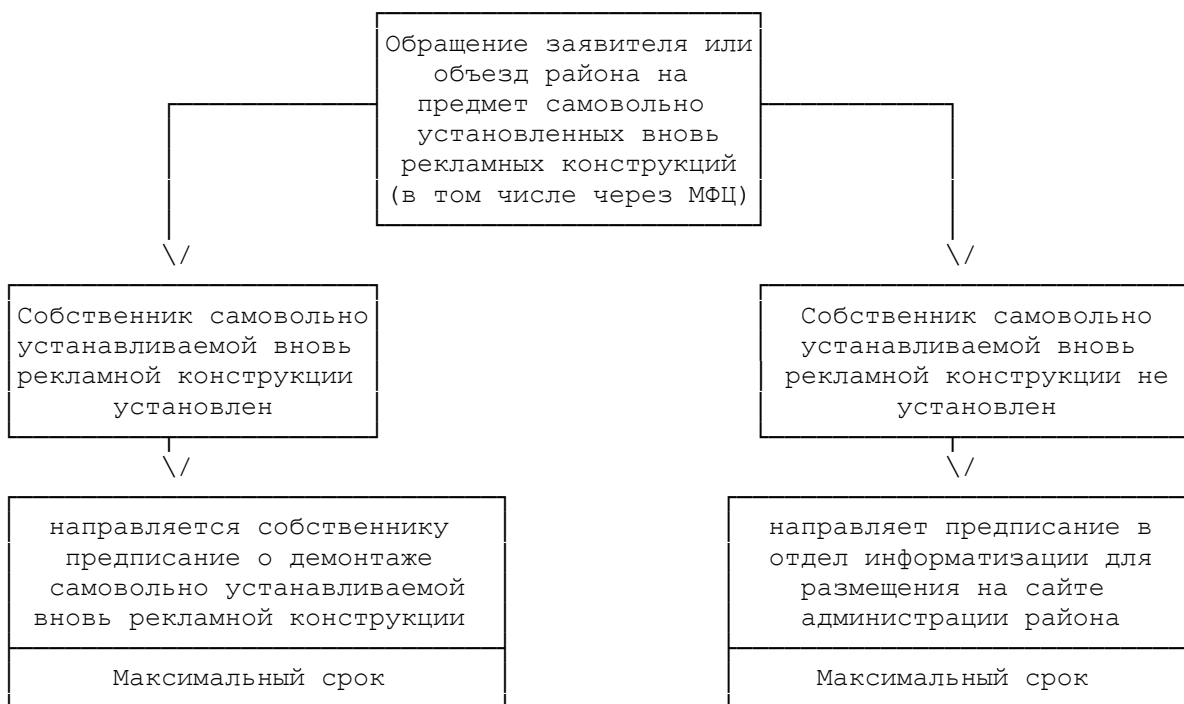 Обращение заявителя или
объезд района на
предмет самовольно
установленных вновь
рекламных конструкций
(в том числе через МФЦ)
Собственник самовольно
устанавливаемой вновь
рекламной конструкции
установлен
Собственник самовольно
устанавливаемой вновь
рекламной конструкции не
установлен
направляется собственнику
предписание о демонтаже
самовольно устанавливаемой
вновь рекламной конструкции
Максимальный срок
направляет предписание в
отдел информатизации для
размещения на сайте
администрации района
Максимальный срок